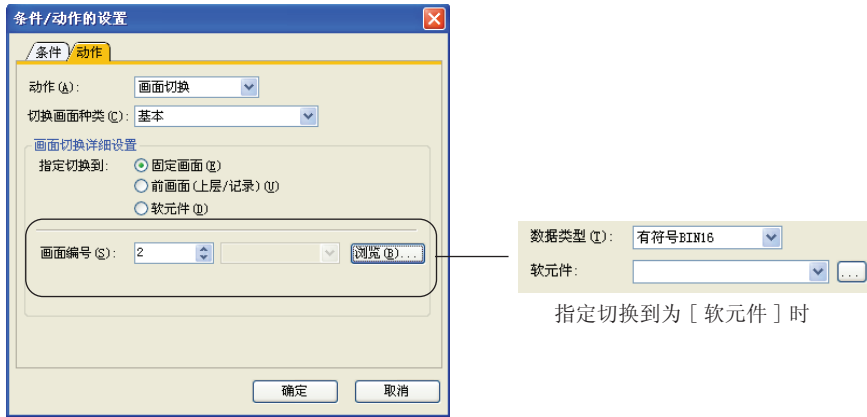 条件/动作的设置
条件 动作
动作(A): 画面切换
切换画面种类(C): 基本
画面切换详细设置
指定切换到: 固定画面(E)
前画面(上层/记录)(U)
软元件(D)
画面编号(S): 2 浏览(B)...
确定 取消
数据类型(T): 有符号BIN16
软元件: ...
指定切换到为［软元件］时